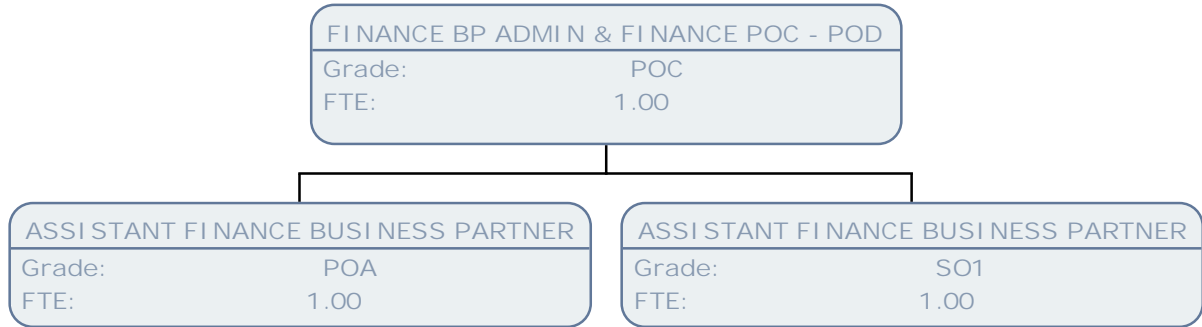 FINANCE BP ADMIN & FINANCE POC - POD
Grade: POC
FTE: 1.00
ASSISTANT FINANCE BUSINESS PARTNER
Grade: POA
FTE: 1.00
ASSISTANT FINANCE BUSINESS PARTNER
Grade: SO1
FTE: 1.00